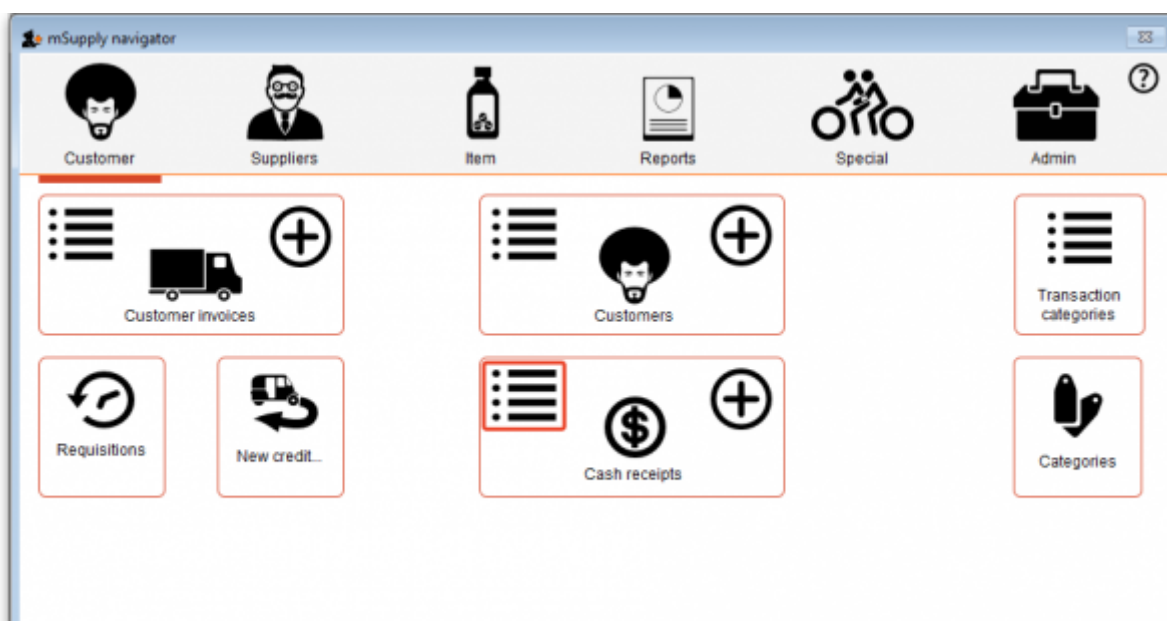 mSupply navigator
Customer
Suppliers
Item
Reports
Special
Admin
?
Customer invoices
Customers
Transaction
categories
Requisitions
New credit...
$
Cash receipts
Categories